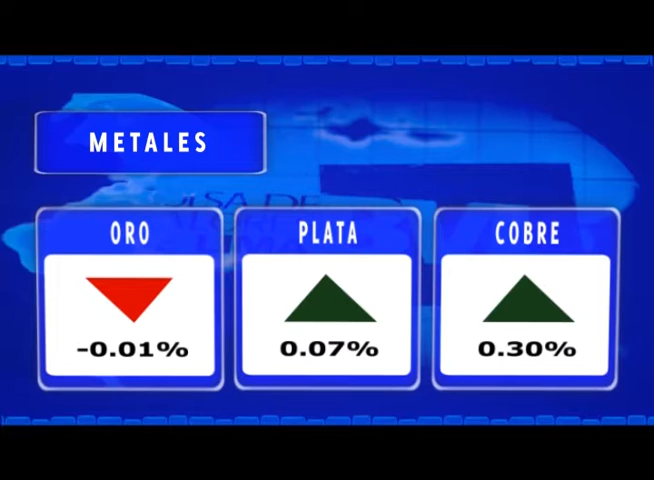 METALES
ORO
PLATA
COBRE
-0.01%
0.07%
0.30%